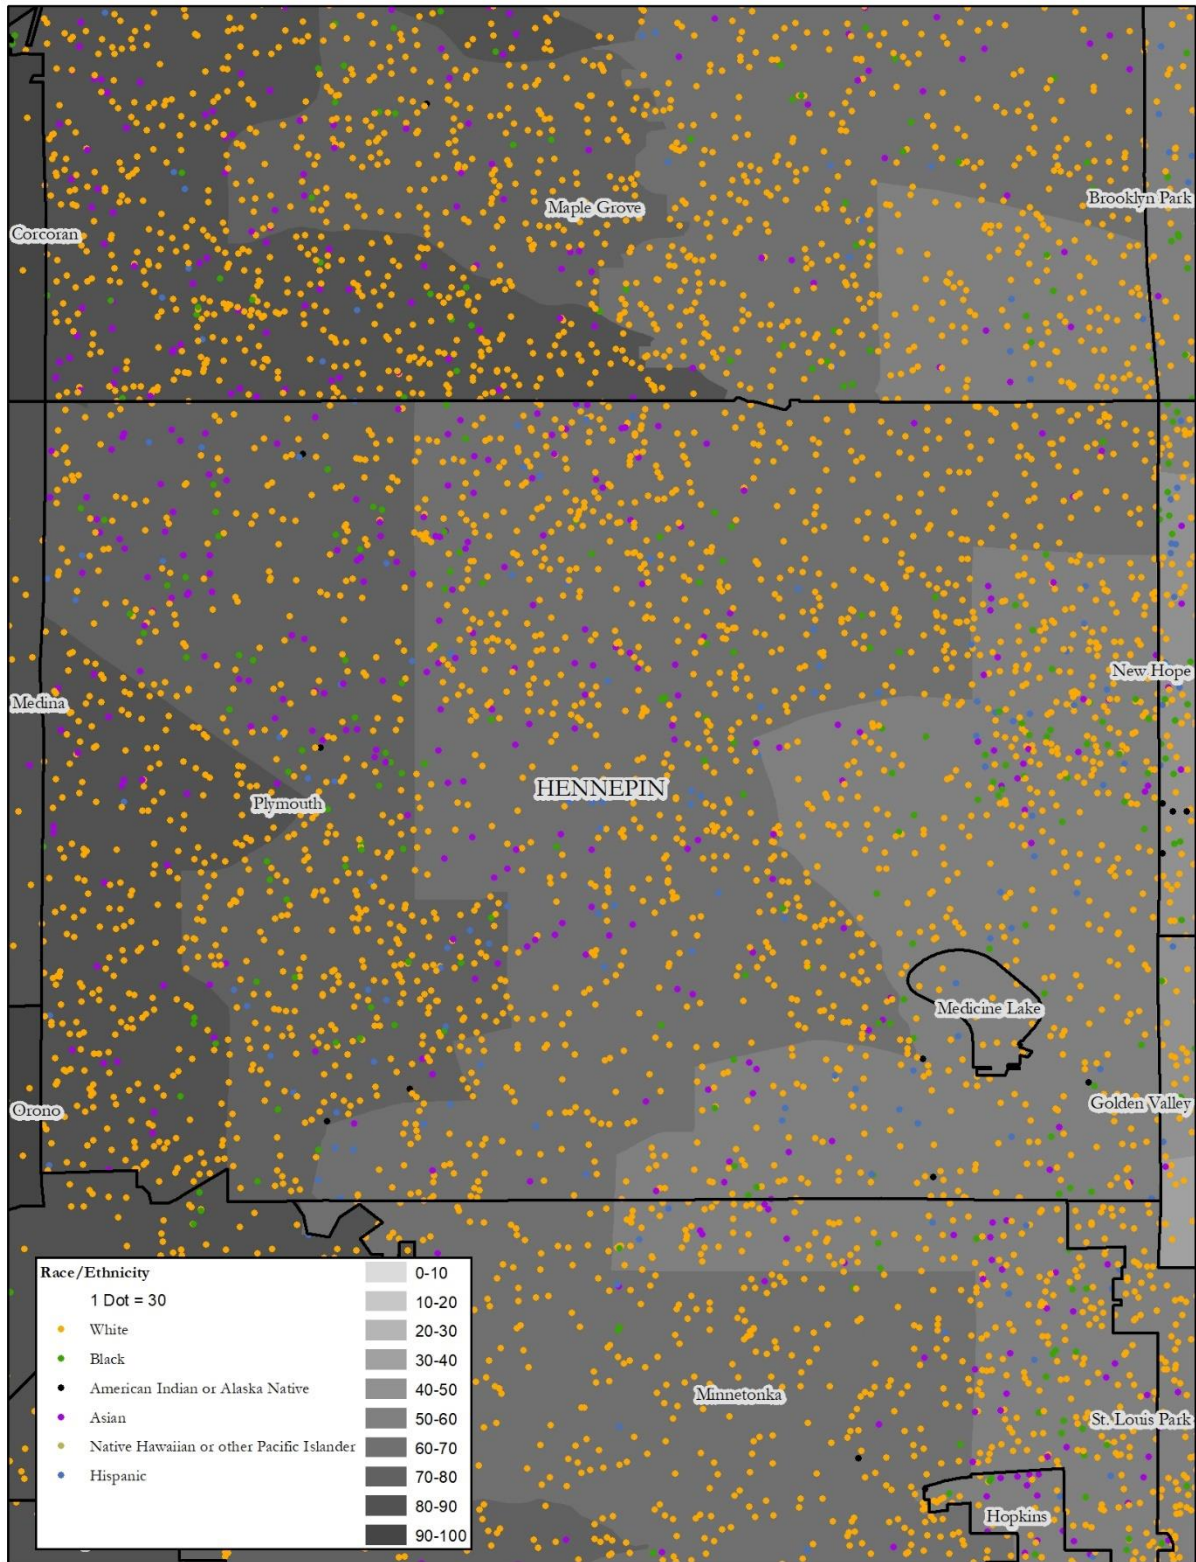 Brooklyn Park
Maple Grove
Corcoran
New Hope
Medina
HENNEPIN
Plymouth
Medicine Lake
Golden Valley
Orono
Race/Ethnicity
1 Dot = 30
White
Black
American Indian or Alaska Native
Asian
Native Hawaiian or other Pacific Islander
Hispanic
0-10
10-20
20-30
30-40
40-50
50-60
60-70
70-80
80-90
90-100
Minnetonka
St. Louis Park
Hopkins